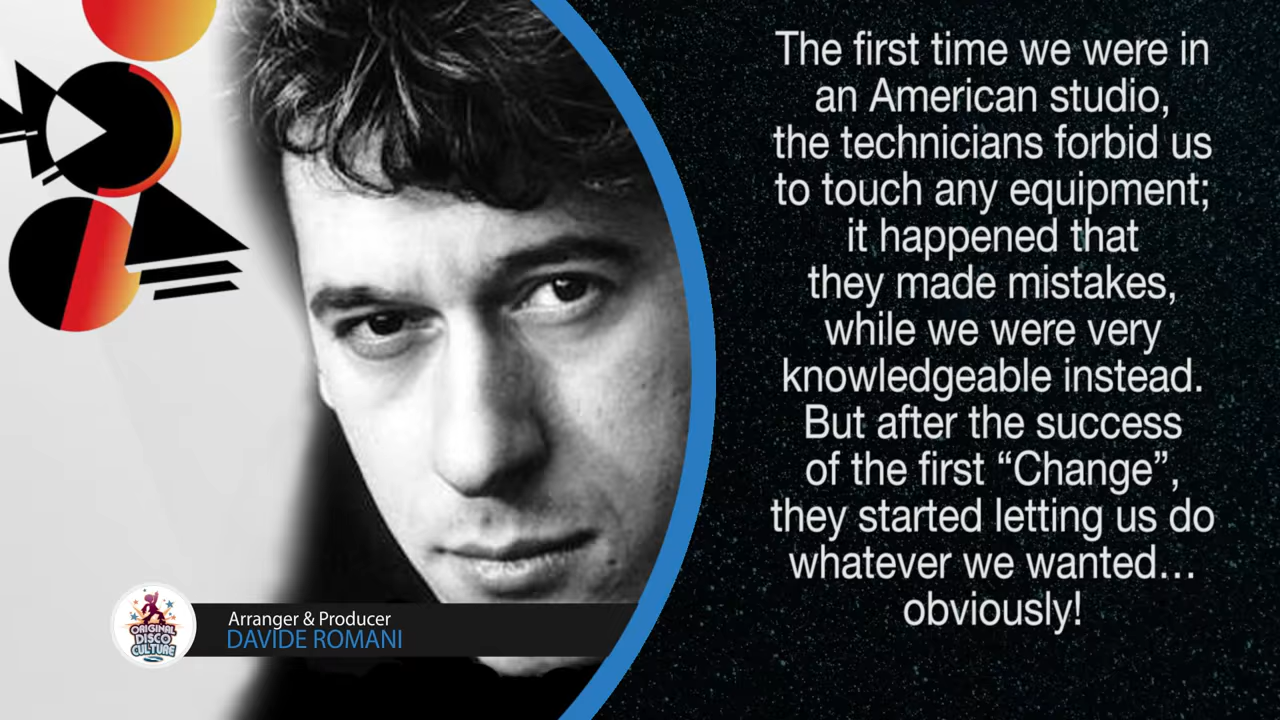 The first time we were in
an American studio,
the technicians forbid us
to touch any equipment;
it happened that
they made mistakes,
while we were very
knowledgeable instead.
But after the success
of the first “Change”,
they started letting us do
whatever we wanted...
obviously!
Arranger & Producer
DAVIDE ROMANI
ORIGINAL
DISCO
CULTURE